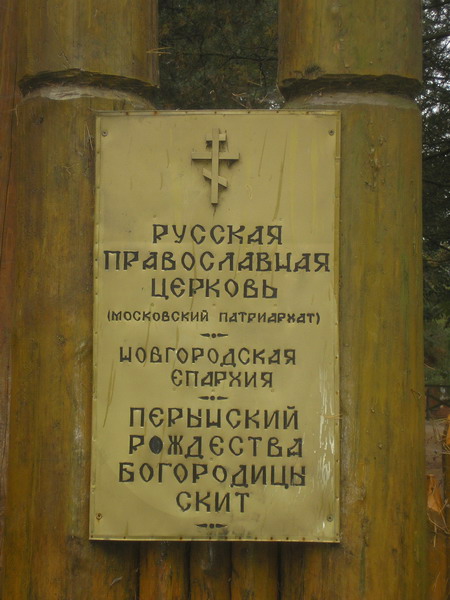 РУССКАЯ
ПРАВОСЛАВНАЯ
ЦЕРКОВЬ
(МОСКОВСКИЙ ПАТРИАРХАТ)
НОВГОРОДСКАЯ
ЕПАРХИЯ
ПЕРЫНСКИЙ
РОЖДЕСТВА
БОГОРОДИЦЫ
СКИТ